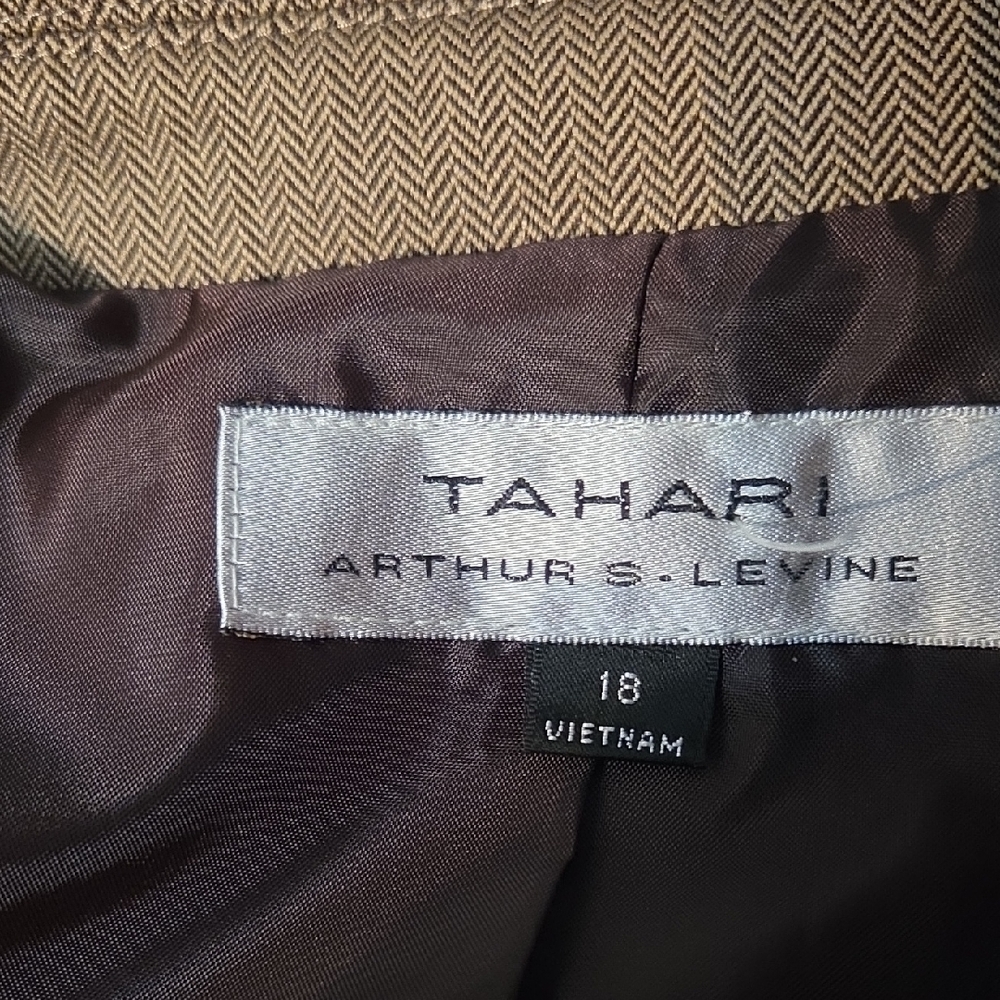 TAHARI
ARTHUR S. LEVINE
18
VIETNAM